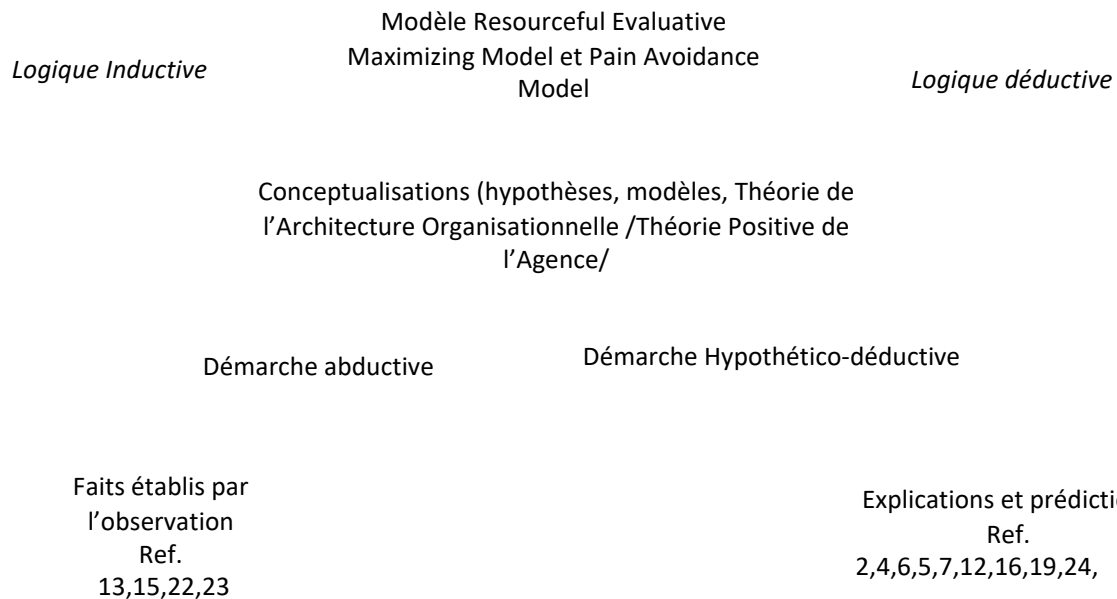 Modèle Resourceful Evaluative
Maximizing Model et Pain Avoidance
Model
Logique Inductive
Logique déductive
Conceptualisations (hypothèses, modèles, Théorie de
l’Architecture Organisationnelle /Théorie Positive de
l’Agence/
Démarche abductive
Démarche Hypothético-déductive
Faits établis par
l’observation
Ref.
13,15,22,23
Explications et prédicti
Ref.
2,4,6,5,7,12,16,19,24,